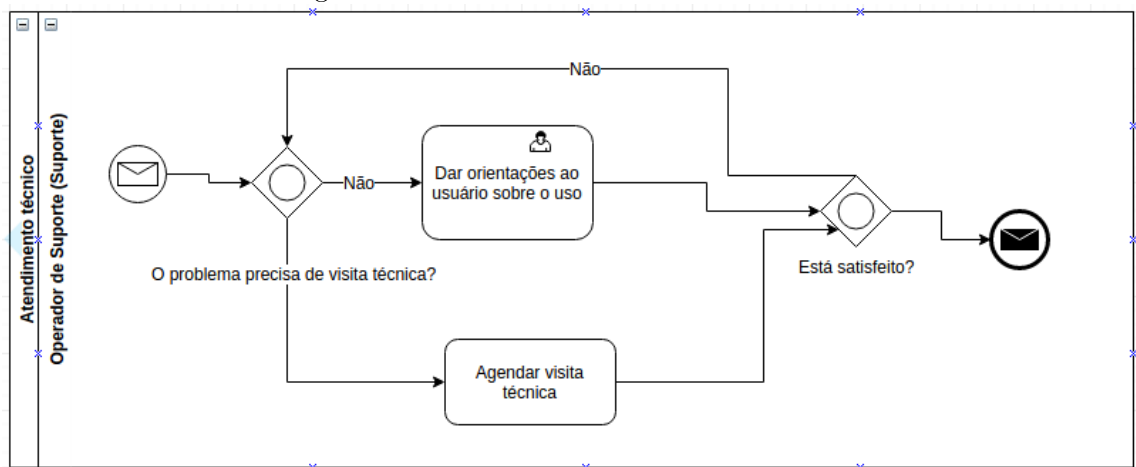 Atendimento técnico
Operador de Suporte (Suporte)
Não
Não
Dar orientações ao
usuário sobre o uso
O problema precisa de visita técnica?
Está satisfeito?
Agendar visita
técnica